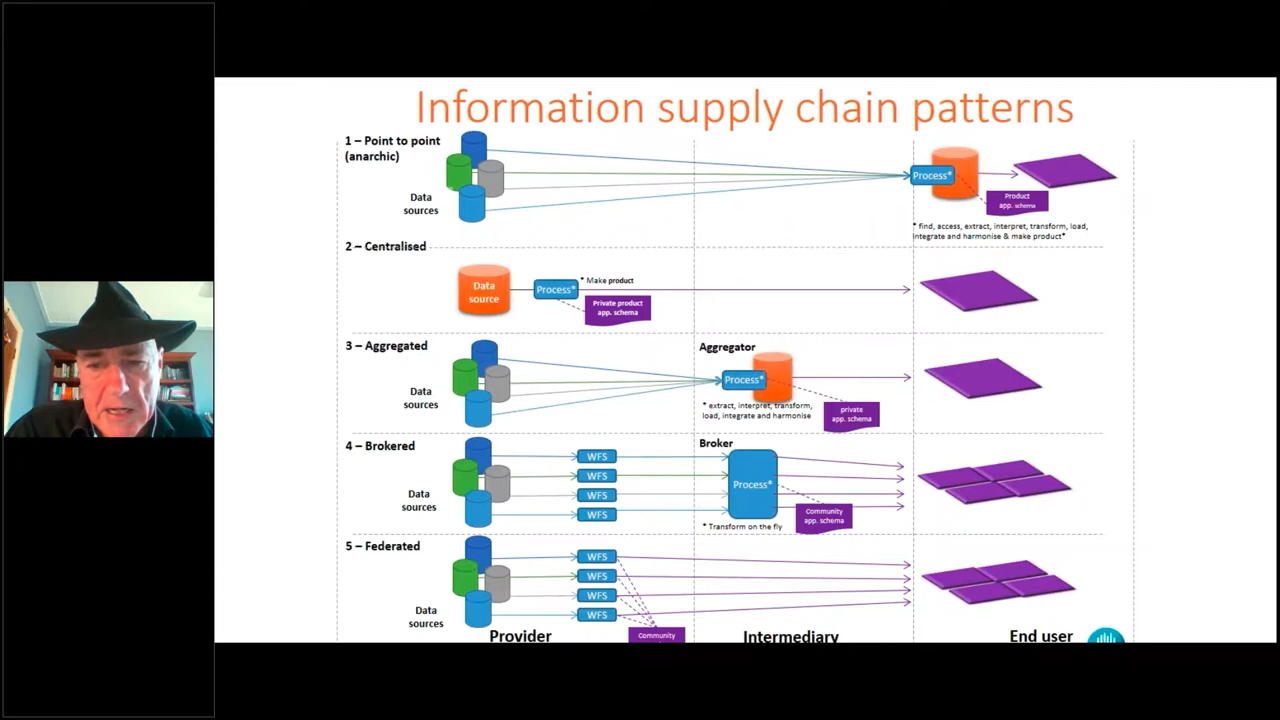 Information supply chain patterns
1 – Point to point
(anarchic)
Data
sources
Process*
Product
app. schema
* find, access, extract, interpret, transform, load,
integrate and harmonise & make product*
2 – Centralised
Data
source
Process*
* Make product
Private product
app. schema
3 – Aggregated
Data
sources
Aggregator
Process*
* extract, interpret, transform,
load, integrate and harmonise
private
app. schema
4 – Brokered
Data
sources
WFS
WFS
WFS
WFS
Broker
Process*
* Transform on the fly
Community
app. schema
5 – Federated
Data
sources
WFS
WFS
WFS
WFS
Community
Provider
Intermediary
End user